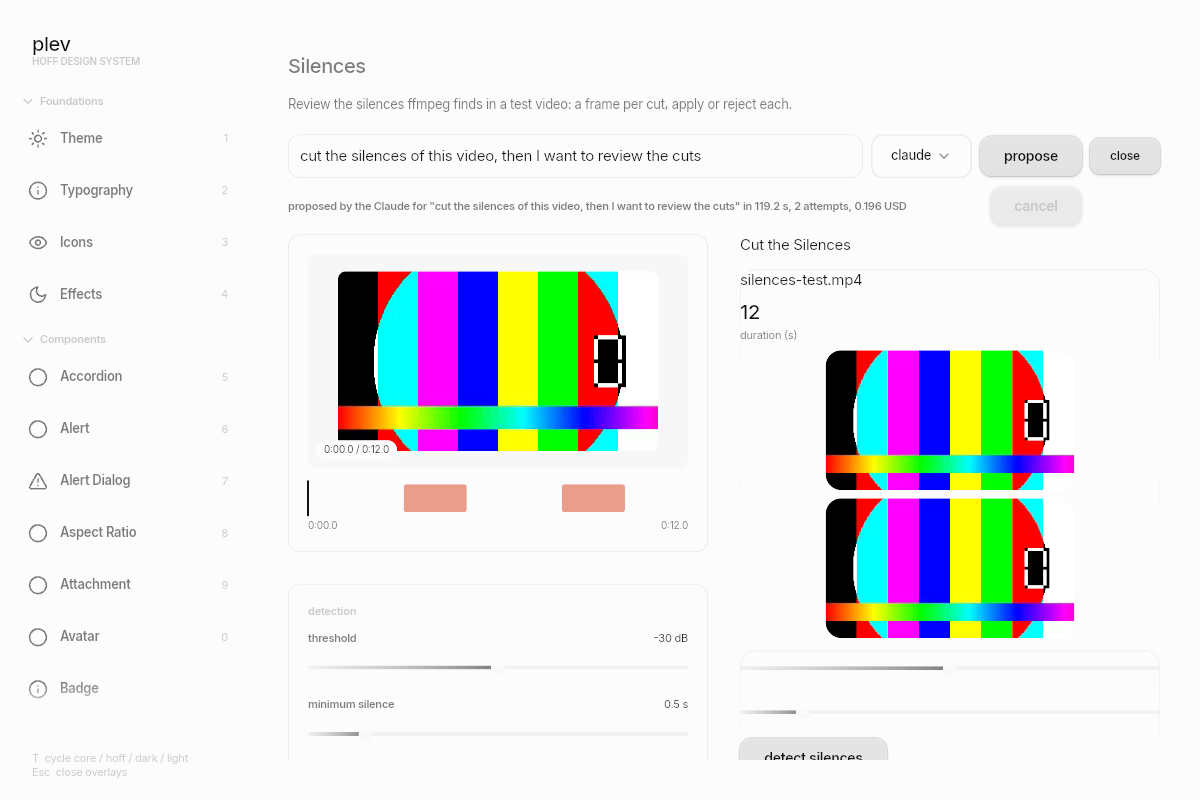 plev
HOFF DESIGN SYSTEM
Foundations
Theme 1
Typography 2
Icons 3
Effects 4
Components
Accordion 5
Alert 6
Alert Dialog 7
Aspect Ratio 8
Attachment 9
Avatar 0
Badge
T cycle core / hoff / dark / light
Esc close overlays
Silences
Review the silences ffmpeg finds in a test video: a frame per cut, apply or reject each.
cut the silences of this video, then I want to review the cuts
claude
propose
close
proposed by the Claude for "cut the silences of this video, then I want to review the cuts" in 119.2 s, 2 attempts, 0.196 USD
cancel
0:00.0 / 0:12.0
0:00.0 0:12.0
detection
threshold -30 dB
minimum silence 0.5 s
Cut the Silences
silences-test.mp4
12
duration (s)
detect silences